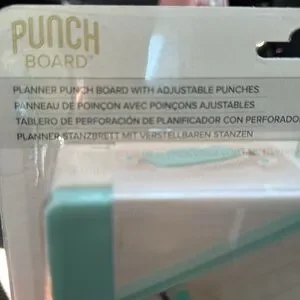 PUNCH
BOARD™
PLANNER PUNCH BOARD WITH ADJUSTABLE PUNCHES
PANNEAU DE POINÇON AVEC POINÇONS AJUSTABLES
TABLERO DE PERFORACIÓN DE PLANIFICADOR CON PERFORADO
PLANNER STANZBRETT MIT VERSTELLBAREN STANZEN